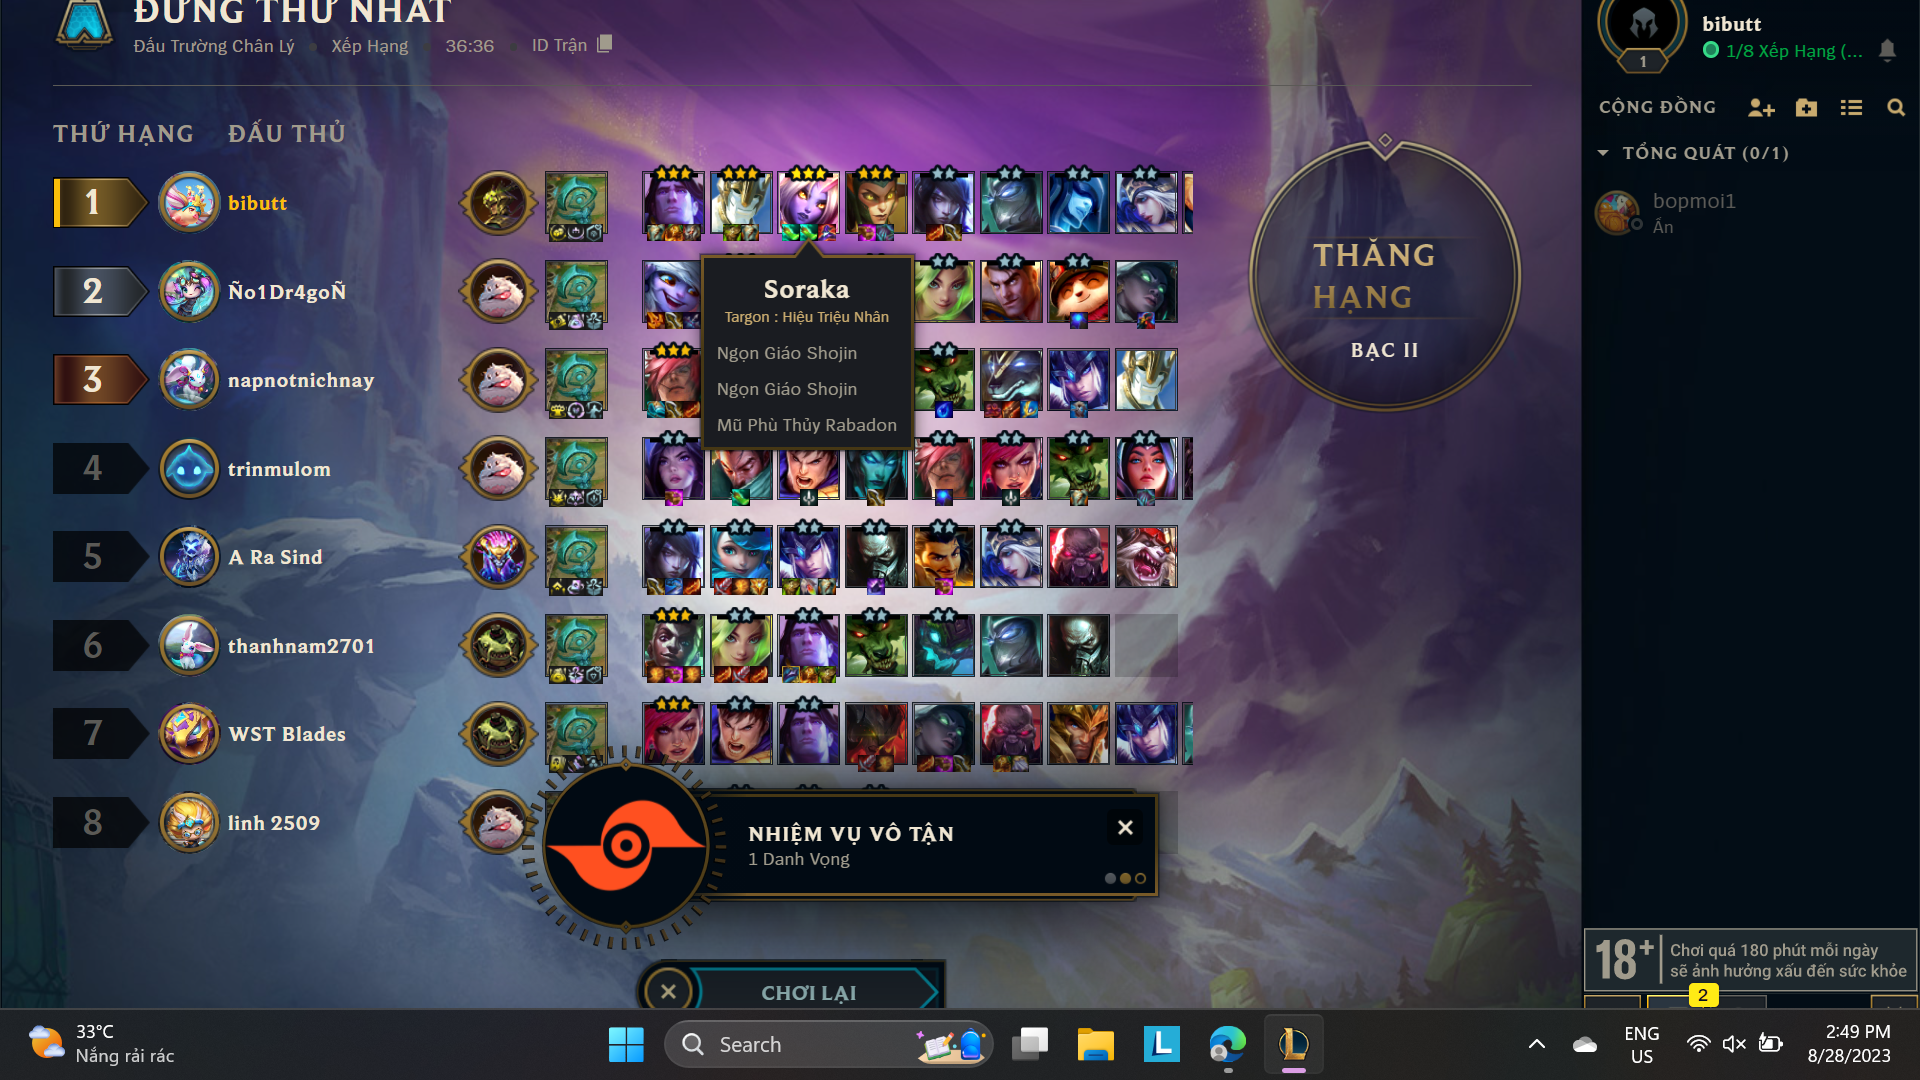 ĐỨNG THỨ NHẤT
Đấu Trường Chân Lý
Xếp Hạng
36:36
ID Trận
THỨ HẠNG
ĐẤU THỦ
1
bibutt
2
Ño1Dr4goÑ
3
napnotnichnay
4
trinmulom
5
A Ra Sind
6
thanhnam2701
7
WST Blades
8
linh 2509
Soraka
Targon : Hiệu Triệu Nhân
Ngọn Giáo Shojin
Ngọn Giáo Shojin
Mũ Phù Thủy Rabadon
THĂNG
HẠNG
BẠC II
NHIỆM VỤ VÔ TẬN
1 Danh Vọng
CHƠI LẠI
bibutt
1/8 Xếp Hạng (...
1
CỘNG ĐỒNG
TỔNG QUÁT (0/1)
bopmoi1
Ẩn
18+
Chơi quá 180 phút mỗi ngày
sẽ ảnh hưởng xấu đến sức khỏe
2
33°C
Nắng rải rác
Search
L
ENG
US
2:49 PM
8/28/2023